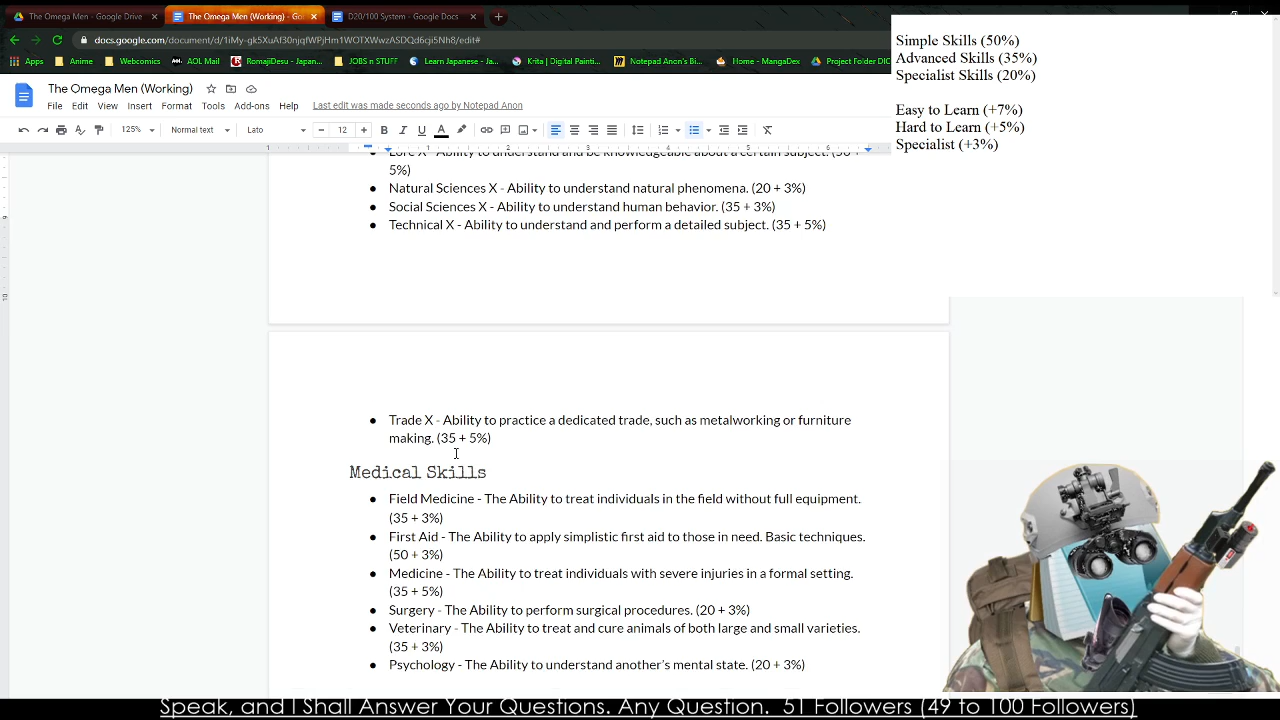 The Omega Men - Google Drive
The Omega Men (Working) - Go
D20/100 System - Google Docs
docs.google.com/document/d/1iMy-gk5XuAf30njqfWPjHm1WOTXWwzASDQd6cji5Nh8/edit#
Apps
Anime
Webcomics
AOL Mail
RomajiDesu - Japan
JOBS n STUFF
Learn Japanese - Ja
Krita | Digital Painti
Notepad Anon's Bi
Home - MangaDex
Project Folder DIC
The Omega Men (Working)
File Edit View Insert Format Tools Add-ons Help
Last edit was made seconds ago by Notepad Anon
125% Normal text Lato 12
Simple Skills (50%)
Advanced Skills (35%)
Specialist Skills (20%)
Easy to Learn (+7%)
Hard to Learn (+5%)
Specialist (+3%)
Lore X - Ability to understand and be knowledgeable about a certain subject. (50 +
5%)
Natural Sciences X - Ability to understand natural phenomena. (20 + 3%)
Social Sciences X - Ability to understand human behavior. (35 + 3%)
Technical X - Ability to understand and perform a detailed subject. (35 + 5%)
Trade X - Ability to practice a dedicated trade, such as metalworking or furniture
making. (35 + 5%)
Medical Skills
Field Medicine - The Ability to treat individuals in the field without full equipment.
(35 + 3%)
First Aid - The Ability to apply simplistic first aid to those in need. Basic techniques.
(50 + 3%)
Medicine - The Ability to treat individuals with severe injuries in a formal setting.
(35 + 5%)
Surgery - The Ability to perform surgical procedures. (20 + 3%)
Veterinary - The Ability to treat and cure animals of both large and small varieties.
(35 + 3%)
Psychology - The Ability to understand another's mental state. (20 + 3%)
Speak, and I Shall Answer Your Questions. Any Question. 51 Followers (49 to 100 Followers)